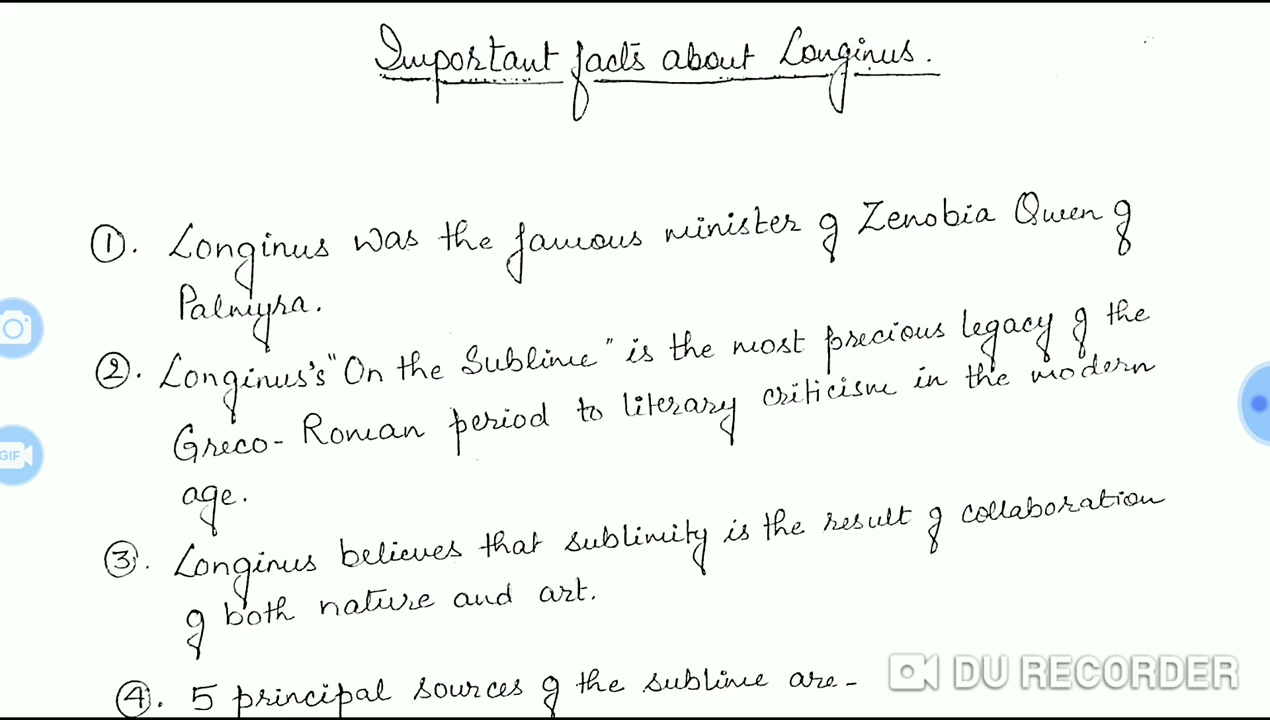 Important facts about Longinus.
①. Longinus was the famous minister of Zenobia Queen of
Palmyra.
②. Longinus's "On the Sublime" is the most precious legacy of the
Greco-Roman period to literary criticism in the modern
age.
③. Longinus believes that sublimity is the result of collaboration
of both nature and art.
④. 5 principal sources of the sublime are-
GIF
DU RECORDER